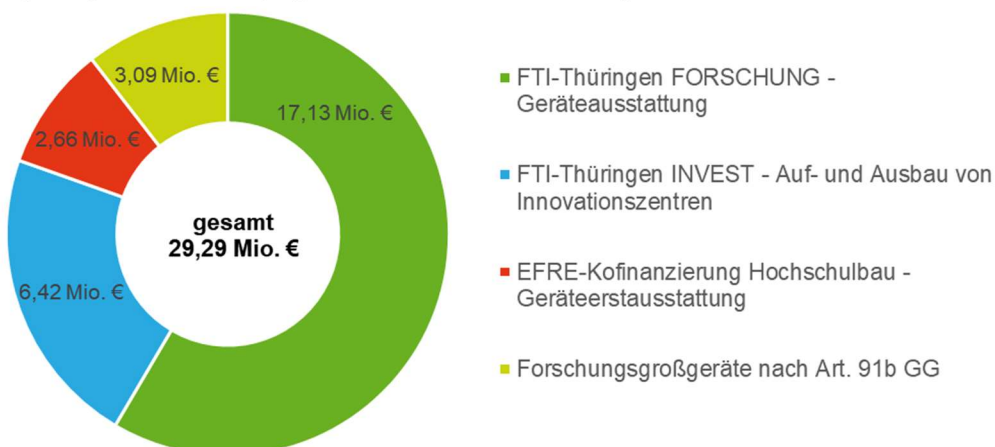 3,09 Mio. €
17,13 Mio. €
2,66 Mio. €
gesamt
29,29 Mio. €
6,42 Mio. €
FTI-Thüringen FORSCHUNG -
Geräteausstattung
FTI-Thüringen INVEST - Auf- und Ausbau von
Innovationszentren
EFRE-Kofinanzierung Hochschulbau -
Geräteerstausstattung
Forschungsgroßgeräte nach Art. 91b GG